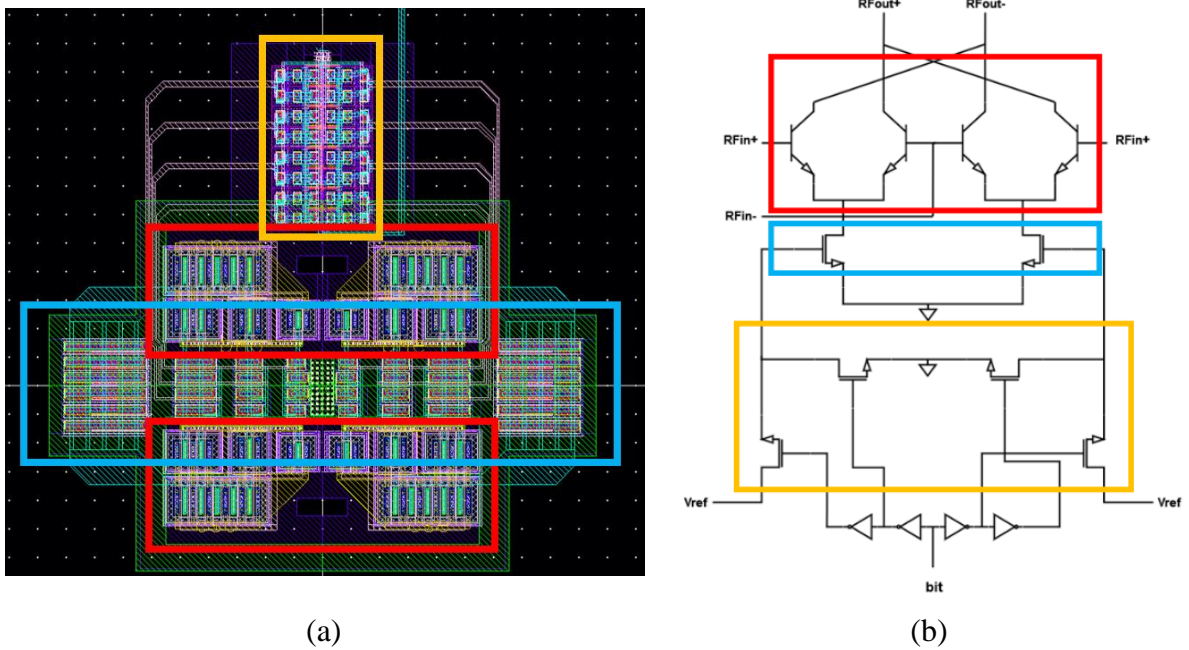 RFout+ RFout-
RFin+ RFin+
RFin-
Vref Vref
bit
(a) (b)